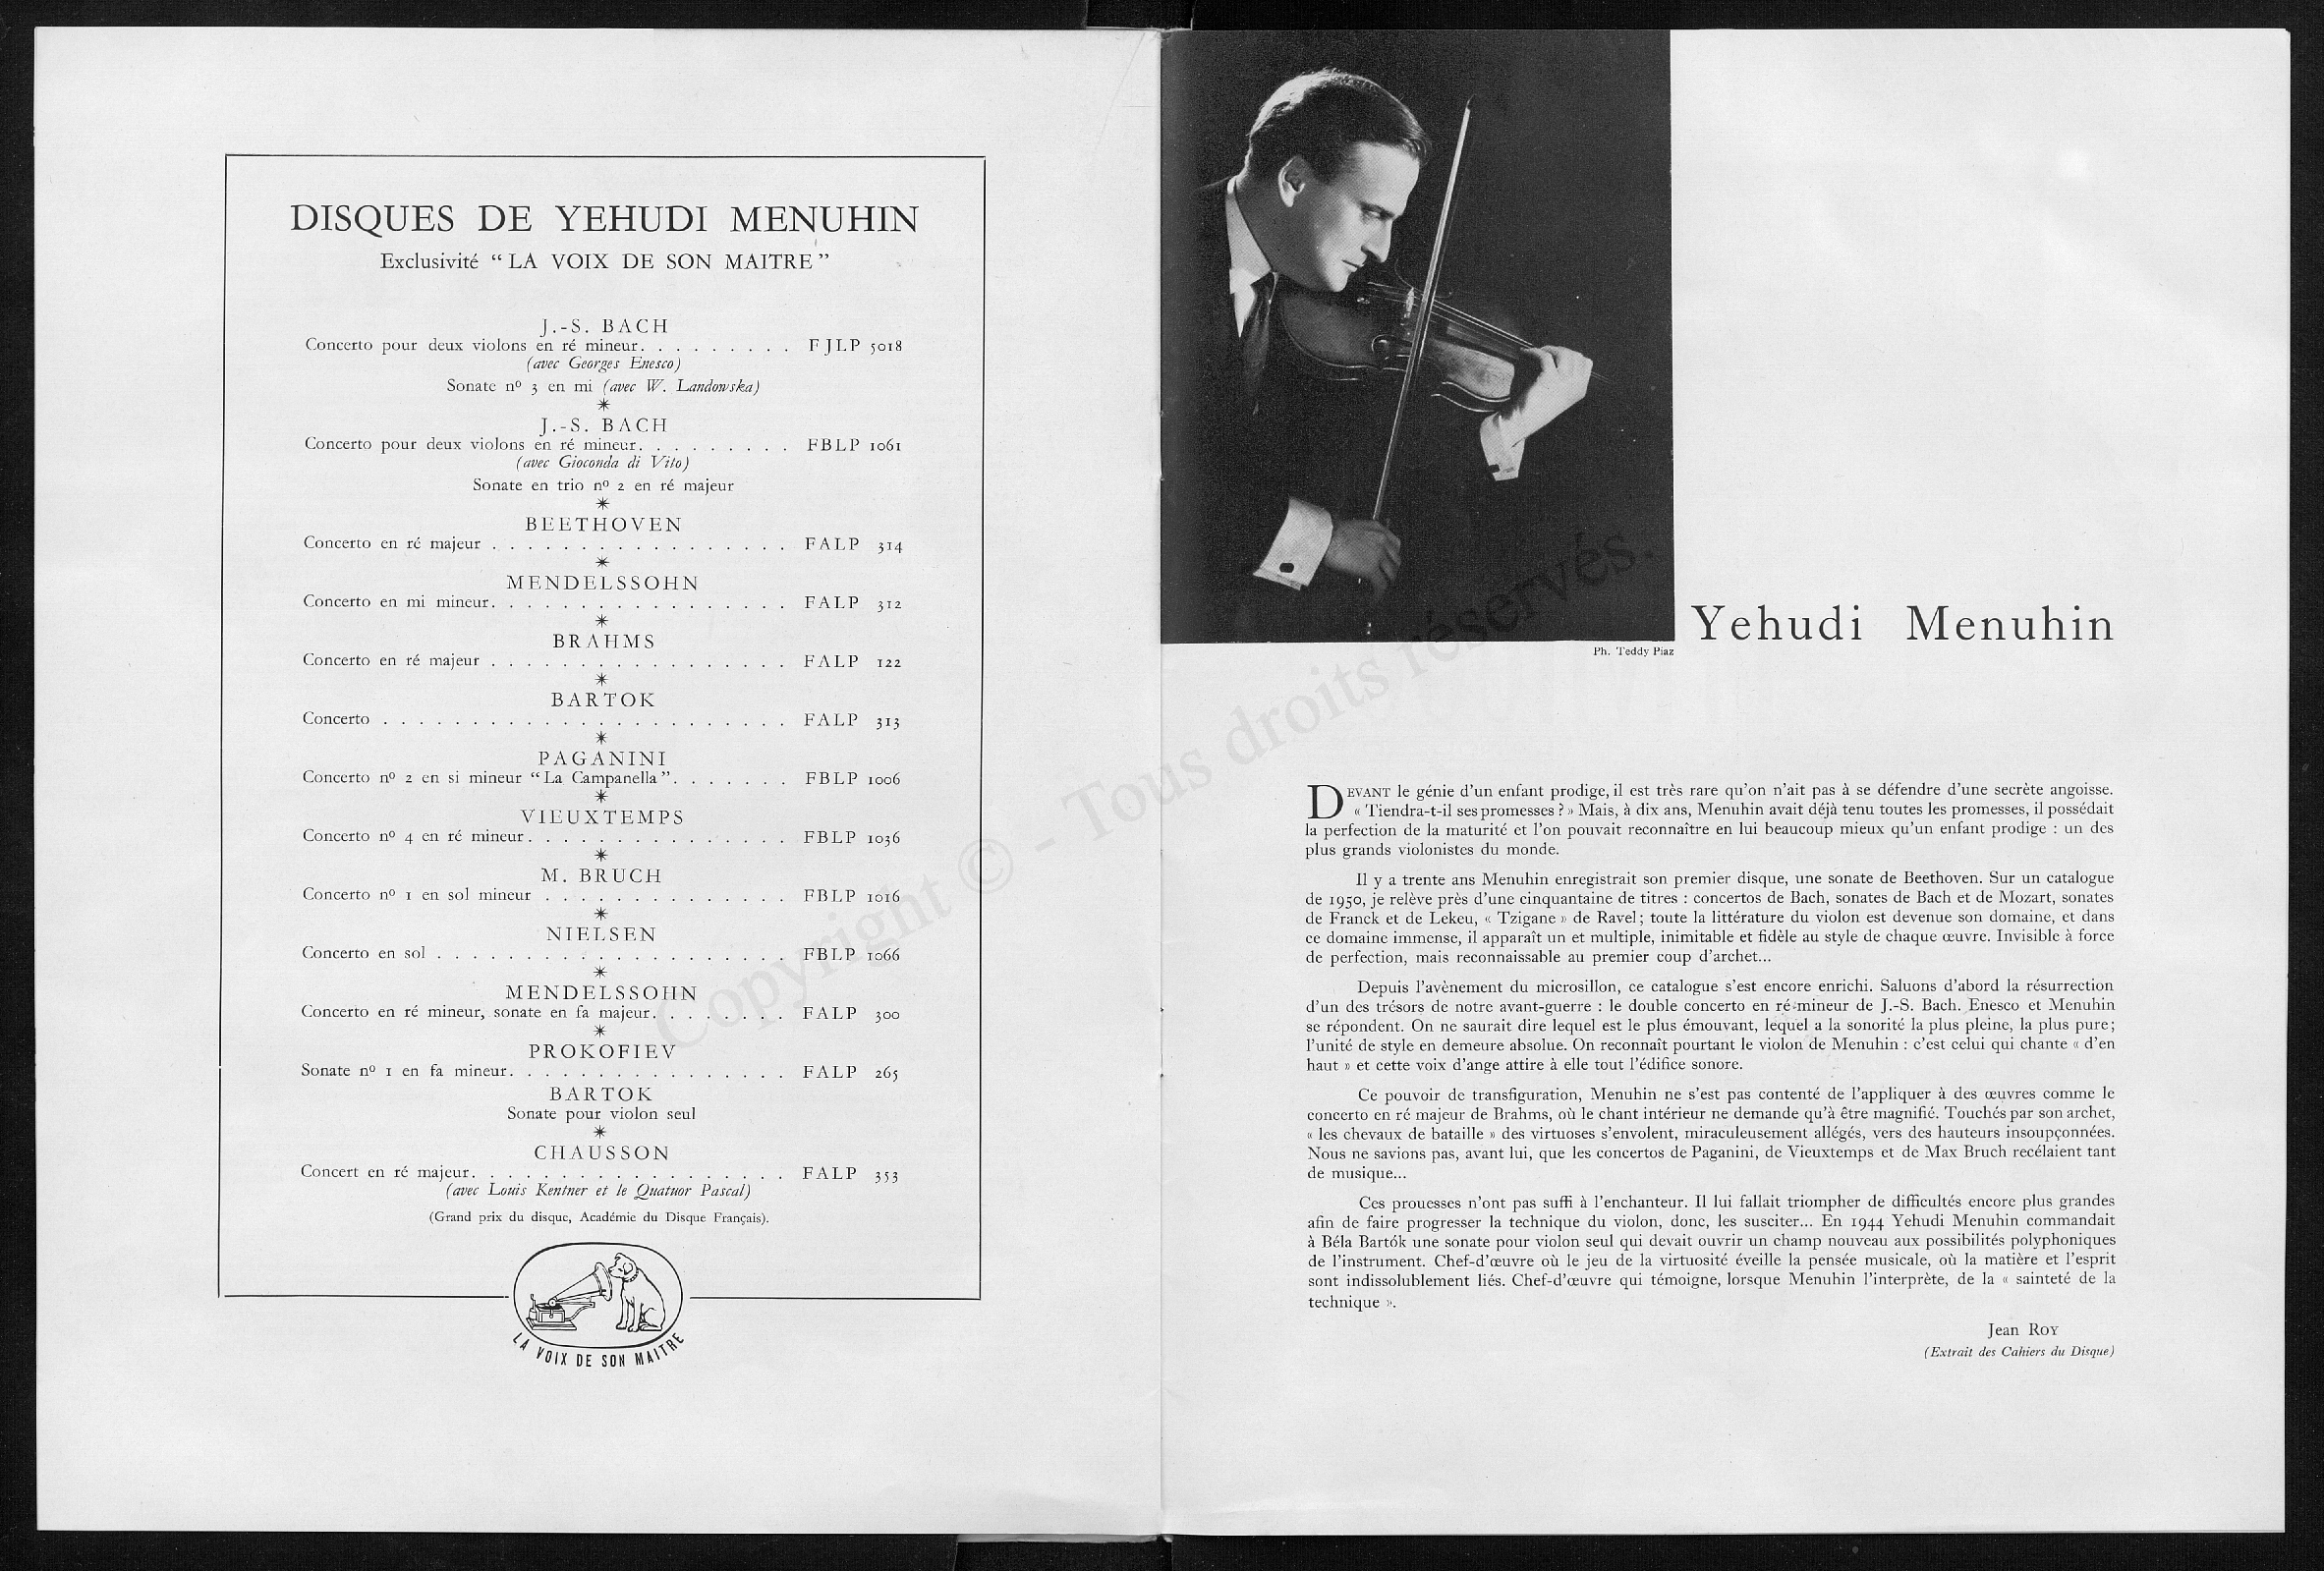 DISQUES DE YEHUDI MENUHIN
Exclusivité “ LA VOIX DE SON MAITRE ”
J.-S. BACH
Concerto pour deux violons en ré mineur. . . . . . . . . FJLP 5018
(avec Georges Enesco)
Sonate nº 3 en mi (avec W. Landowska)
J.-S. BACH
Concerto pour deux violons en ré mineur. . . . . . . . . FBLP 1061
(avec Gioconda di Vito)
Sonate en trio nº 2 en ré majeur
BEETHOVEN
Concerto en ré majeur . . . . . . . . . . . . . . . . . FALP 314
MENDELSSOHN
Concerto en mi mineur. . . . . . . . . . . . . . . . . FALP 312
BRAHMS
Concerto en ré majeur . . . . . . . . . . . . . . . . . FALP 122
BARTOK
Concerto . . . . . . . . . . . . . . . . . . . . . . . FALP 313
PAGANINI
Concerto nº 2 en si mineur “La Campanella”. . . . . . . FBLP 1006
VIEUXTEMPS
Concerto nº 4 en ré mineur. . . . . . . . . . . . . . . FBLP 1036
M. BRUCH
Concerto nº 1 en sol mineur . . . . . . . . . . . . . . FBLP 1016
NIELSEN
Concerto en sol . . . . . . . . . . . . . . . . . . . . FBLP 1066
MENDELSSOHN
Concerto en ré mineur, sonate en fa majeur. . . . . . . . FALP 300
PROKOFIEV
Sonate nº 1 en fa mineur. . . . . . . . . . . . . . . . FALP 265
BARTOK
Sonate pour violon seul
CHAUSSON
Concert en ré majeur. . . . . . . . . . . . . . . . . . FALP 353
(avec Louis Kentner et le Quatuor Pascal)
(Grand prix du disque, Académie du Disque Français).
LA VOIX DE SON MAITRE
Ph. Teddy Piaz
Yehudi Menuhin
DEVANT le génie d’un enfant prodige, il est très rare qu’on n’ait pas à se défendre d’une secrète angoisse.
« Tiendra-t-il ses promesses ? » Mais, à dix ans, Menuhin avait déjà tenu toutes les promesses, il possédait
la perfection de la maturité et l’on pouvait reconnaître en lui beaucoup mieux qu’un enfant prodige : un des
plus grands violonistes du monde.
Il y a trente ans Menuhin enregistrait son premier disque, une sonate de Beethoven. Sur un catalogue
de 1950, je relève près d’une cinquantaine de titres : concertos de Bach, sonates de Bach et de Mozart, sonates
de Franck et de Lekeu, « Tzigane » de Ravel; toute la littérature du violon est devenue son domaine, et dans
ce domaine immense, il apparaît un et multiple, inimitable et fidèle au style de chaque œuvre. Invisible à force
de perfection, mais reconnaissable au premier coup d’archet...
Depuis l’avènement du microsillon, ce catalogue s’est encore enrichi. Saluons d’abord la résurrection
d’un des trésors de notre avant-guerre : le double concerto en ré mineur de J.-S. Bach. Enesco et Menuhin
se répondent. On ne saurait dire lequel est le plus émouvant, lequel a la sonorité la plus pleine, la plus pure;
l’unité de style en demeure absolue. On reconnaît pourtant le violon de Menuhin : c’est celui qui chante « d’en
haut » et cette voix d’ange attire à elle tout l’édifice sonore.
Ce pouvoir de transfiguration, Menuhin ne s’est pas contenté de l’appliquer à des œuvres comme le
concerto en ré majeur de Brahms, où le chant intérieur ne demande qu’à être magnifié. Touchés par son archet,
« les chevaux de bataille » des virtuoses s’envolent, miraculeusement allégés, vers des hauteurs insoupçonnées.
Nous ne savions pas, avant lui, que les concertos de Paganini, de Vieuxtemps et de Max Bruch recélaient tant
de musique...
Ces prouesses n’ont pas suffi à l’enchanteur. Il lui fallait triompher de difficultés encore plus grandes
afin de faire progresser la technique du violon, donc, les susciter... En 1944 Yehudi Menuhin commandait
à Béla Bartók une sonate pour violon seul qui devait ouvrir un champ nouveau aux possibilités polyphoniques
de l’instrument. Chef-d’œuvre où le jeu de la virtuosité éveille la pensée musicale, où la matière et l’esprit
sont indissolublement liés. Chef-d’œuvre qui témoigne, lorsque Menuhin l’interprète, de la « sainteté de la
technique ».
Jean ROY
(Extrait des Cahiers du Disque)
Copyright © - Tous droits réservés.